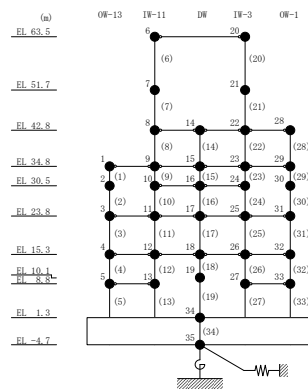 (m) OW-13 IW-11 DW IW-3 OW-1
EL 63.5 6 20
(6) (20)
EL 51.7 7 21
(7) (21)
EL 42.8 8 14 22 28
(8) (14) (22) (28)
EL 34.8 1 9 15 23 29
(1) (9) (15) (23) (29)
EL 30.5 2 10 16 24 30
(2) (10) (16) (24) (30)
EL 23.8 3 11 17 25 31
(3) (11) (17) (25) (31)
EL 15.3 4 12 18 26 32
(4) (12) (18) (26) (32)
EL 10.1 19
EL 8.8 5 13 27 33
(5) (13) (19) (27) (33)
EL 1.3 34
(34)
EL -4.7 35